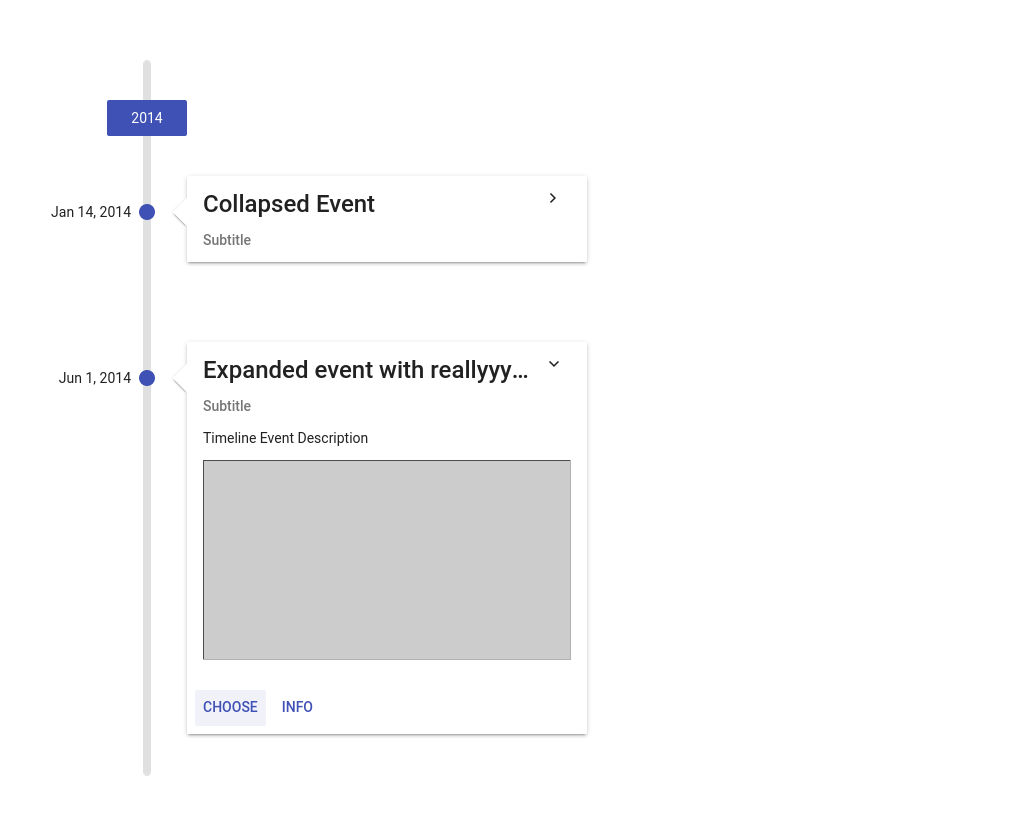 2014
Jan 14, 2014
Collapsed Event
Subtitle
Jun 1, 2014
Expanded event with reallyyy...
Subtitle
Timeline Event Description
CHOOSE INFO